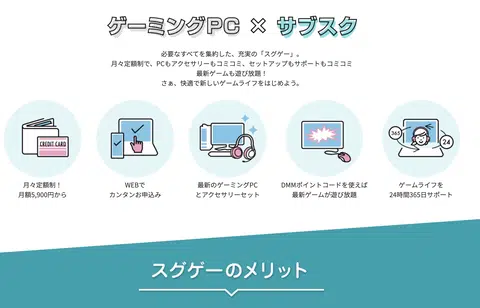 ゲーミングPC × サブスク
必要なすべてを集約した、充実の「スグゲー」。
月々定額制で、PCもアクセサリーもコミコミ、セットアップもサポートもコミコミ
最新ゲームも遊び放題！
さぁ、快適で新しいゲームライフをはじめよう。
CREDIT CARD
365
24
月々定額制！
月額5,900円から
WEBで
カンタンお申込み
最新のゲーミングPC
とアクセサリーセット
DMMポイントコードを使えば
最新ゲームが遊び放題
ゲームライフを
24時間365日サポート
スグゲーのメリット